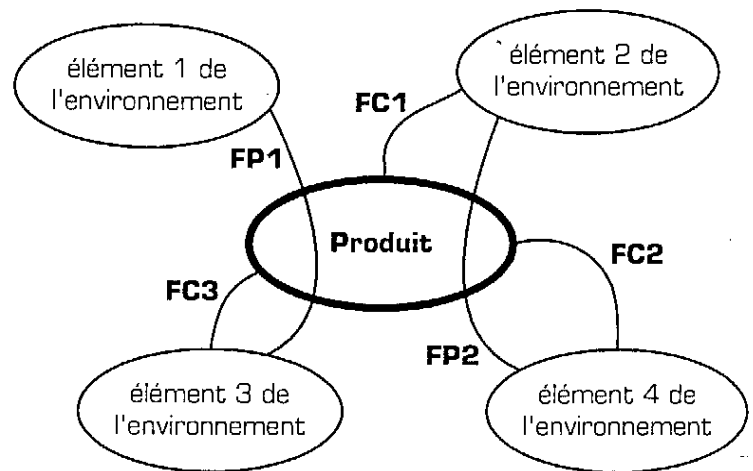 élément 1 de
l'environnement
élément 2 de
l'environnement
FC1
FP1
Produit
FC2
FC3
FP2
élément 3 de
l'environnement
élément 4 de
l'environnement